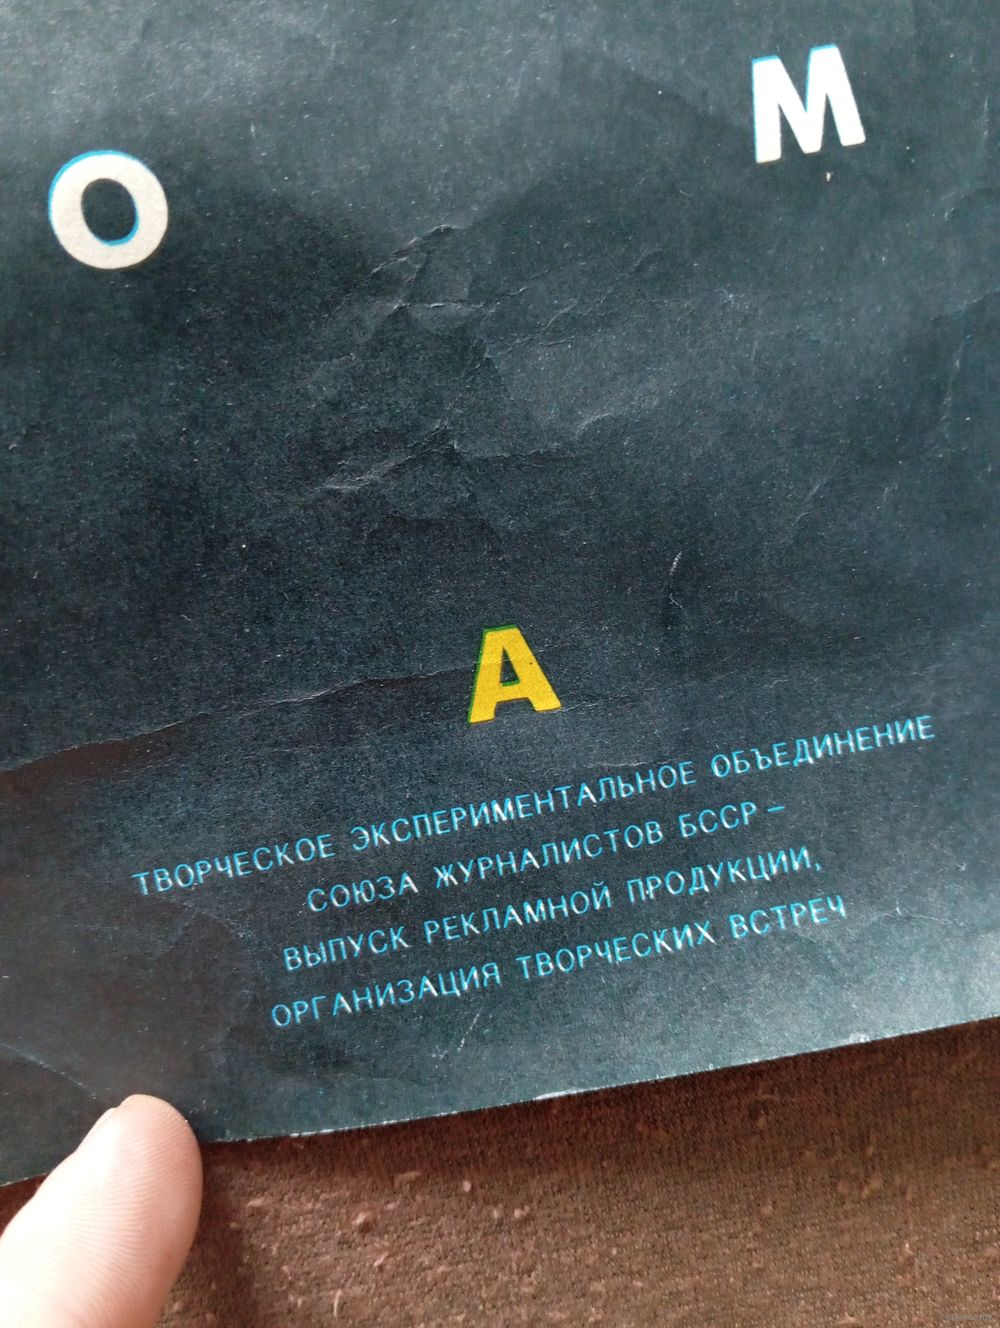 О М
А
ТВОРЧЕСКОЕ ЭКСПЕРИМЕНТАЛЬНОЕ ОБЪЕДИНЕНИЕ
СОЮЗА ЖУРНАЛИСТОВ БССР –
ВЫПУСК РЕКЛАМНОЙ ПРОДУКЦИИ,
ОРГАНИЗАЦИЯ ТВОРЧЕСКИХ ВСТРЕЧ